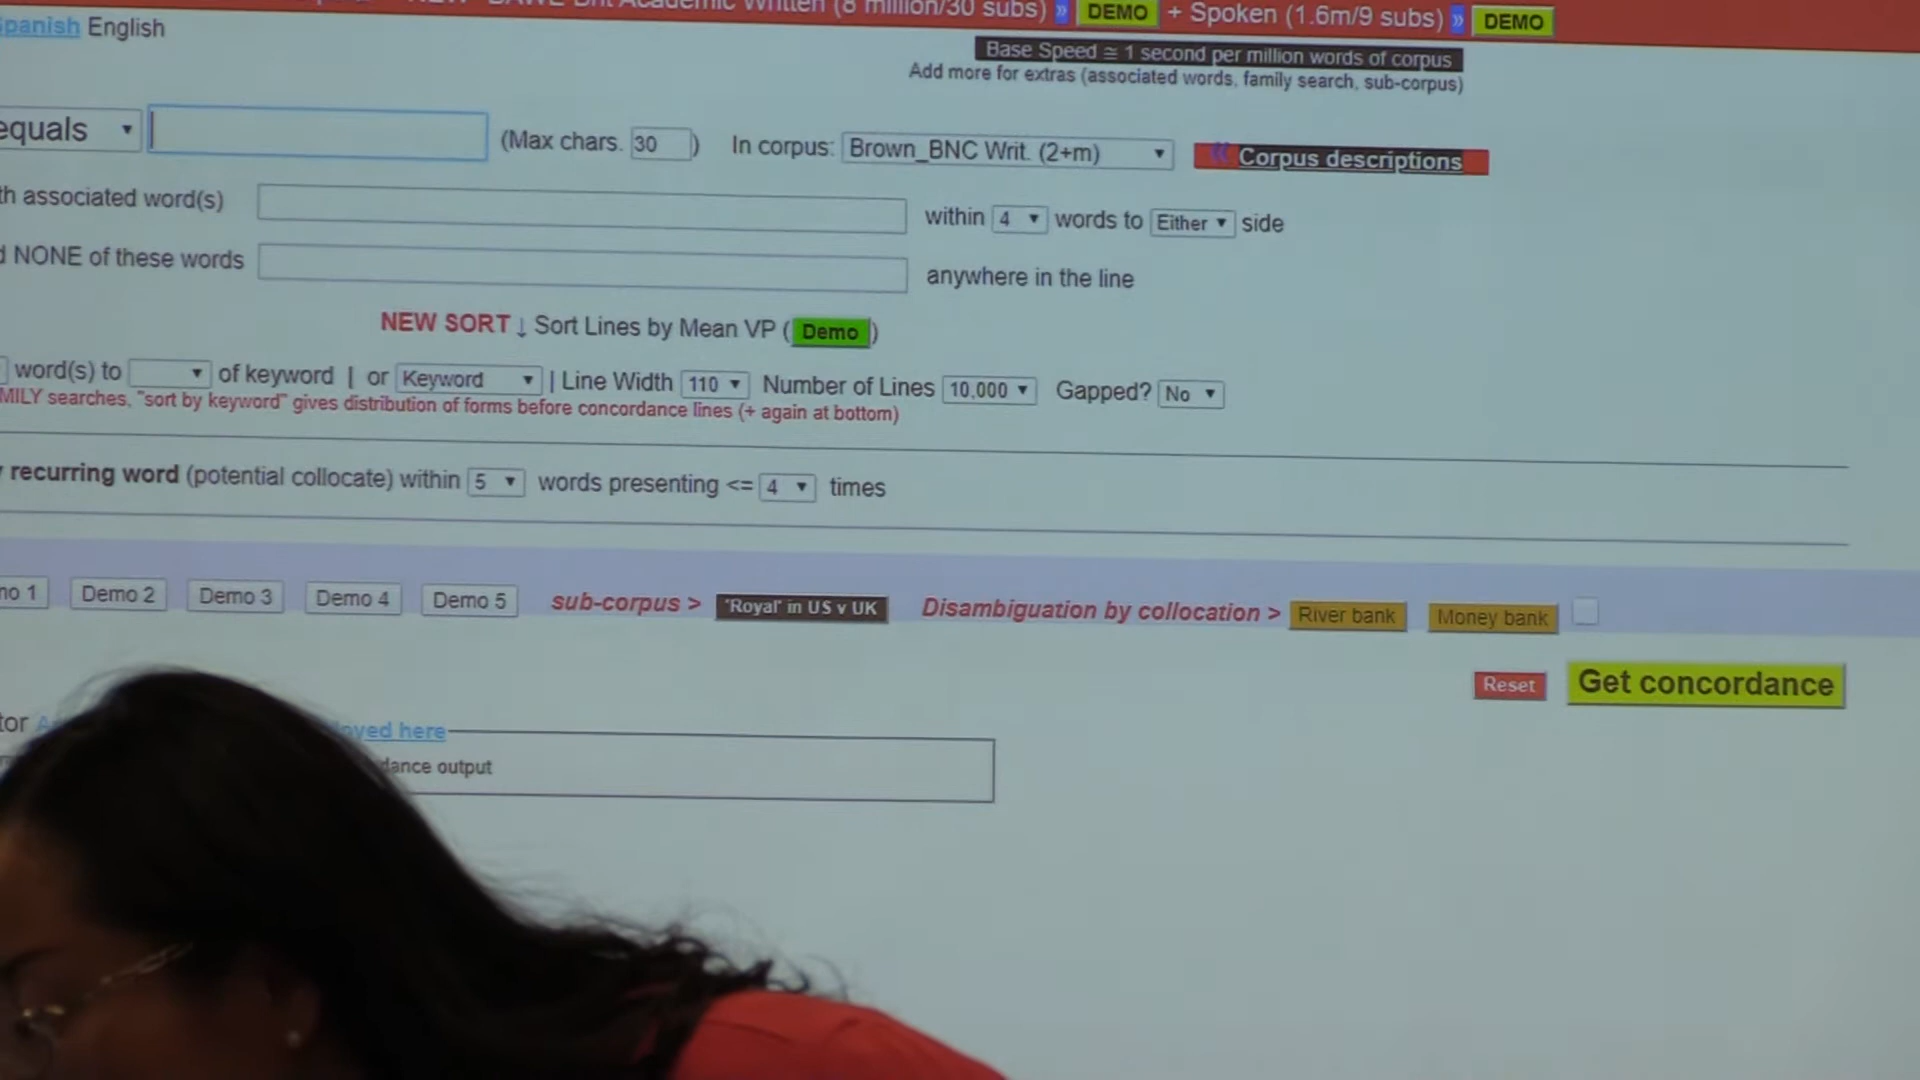 Written (8 million/30 subs) » DEMO + Spoken (1.6m/9 subs) » DEMO
Spanish English
Base Speed ≅ 1 second per million words of corpus
Add more for extras (associated words, family search, sub-corpus)
equals (Max chars. 30 ) In corpus: Brown_BNC Writ. (2+m) « Corpus descriptions
th associated word(s) within 4 words to Either side
d NONE of these words anywhere in the line
NEW SORT ↓ Sort Lines by Mean VP ( Demo )
word(s) to of keyword | or Keyword | Line Width 110 Number of Lines 10,000 Gapped? No
MILY searches, "sort by keyword" gives distribution of forms before concordance lines (+ again at bottom)
recurring word (potential collocate) within 5 words presenting <= 4 times
mo 1 Demo 2 Demo 3 Demo 4 Demo 5 sub-corpus > 'Royal' in US v UK Disambiguation by collocation > River bank Money bank
Reset Get concordance
tor oyed here
dance output